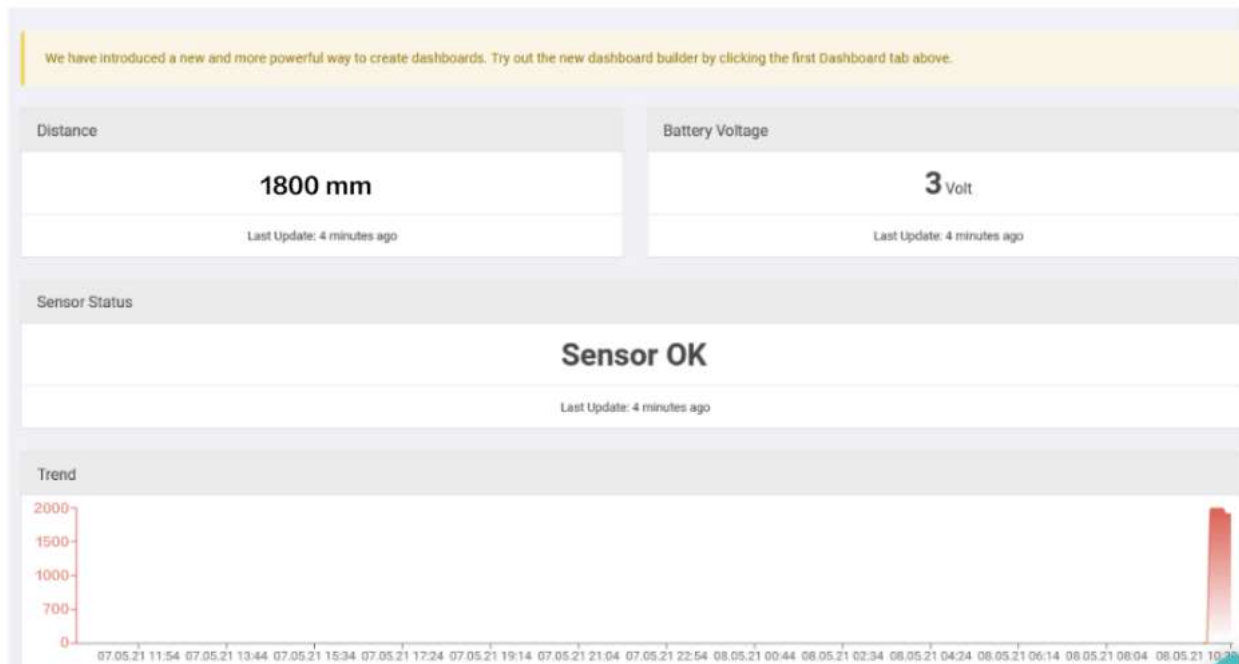 We have introduced a new and more powerful way to create dashboards. Try out the new dashboard builder by clicking the first Dashboard tab above.
Distance
Battery Voltage
1800 mm
3 Volt
Last Update: 4 minutes ago
Last Update: 4 minutes ago
Sensor Status
Sensor OK
Last Update: 4 minutes ago
Trend
2000
1500
1000
700
0
07.05.21 11:54 07.05.21 13:44 07.05.21 15:34 07.05.21 17:24 07.05.21 19:14 07.05.21 21:04 07.05.21 22:54 08.05.21 00:44 08.05.21 02:34 08.05.21 04:24 08.05.21 06:14 08.05.21 08:04 08.05.21